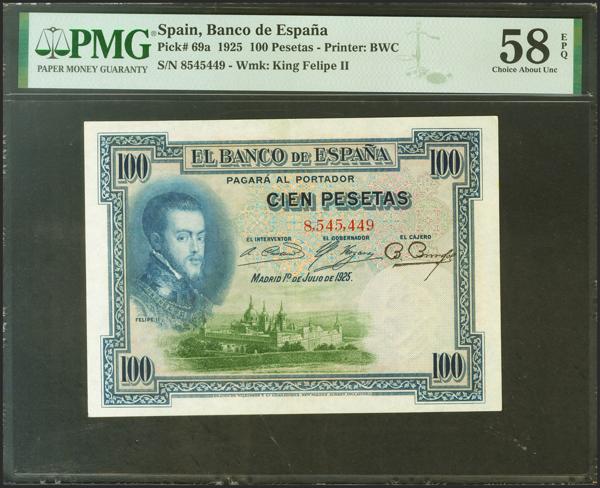 PMG
PAPER MONEY GUARANTY
Spain, Banco de España
Pick# 69a 1925 100 Pesetas - Printer: BWC
S/N 8545449 - Wmk: King Felipe II
58 EPQ
Choice About Unc
100 EL BANCO DE ESPAÑA 100
PAGARÁ AL PORTADOR
CIEN PESETAS
8,545,449
EL INTERVENTOR EL GOBERNADOR EL CAJERO
MADRID 1º DE JULIO DE 1925.
FELIPE II
100 100